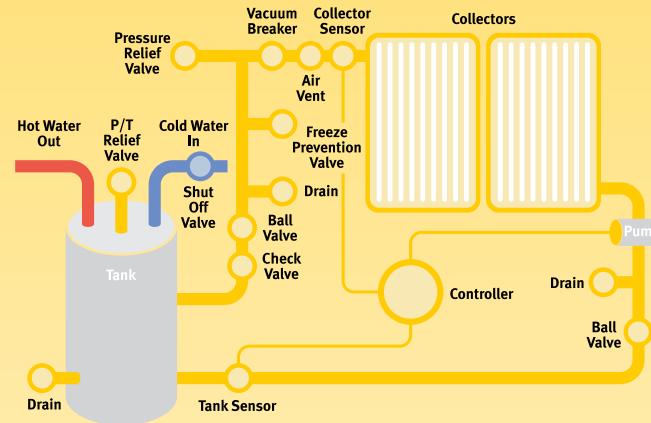 Vacuum
Breaker
Collector
Sensor
Collectors
Pressure
Relief
Valve
Air
Vent
Hot Water
Out
P/T
Relief
Valve
Cold Water
In
Shut
Off
Valve
Freeze
Prevention
Valve
Drain
Ball
Valve
Check
Valve
Tank
Pum
Controller
Drain
Ball
Valve
Drain
Tank Sensor